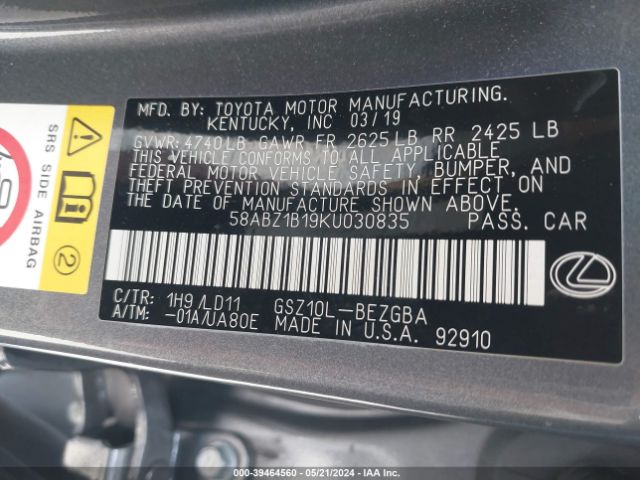 MFD. BY: TOYOTA MOTOR MANUFACTURING.
KENTUCKY, INC 03/19
GVWR: 4740LB GAWR FR 2625LB RR 2425 LB
THIS VEHICLE CONFORMS TO ALL APPLICABLE
FEDERAL MOTOR VEHICLE SAFETY, BUMPER, AND
THEFT PREVENTION STANDARDS IN EFFECT ON
THE DATE OF MANUFACTURE SHOWN ABOVE.
58ABZ1B19KU030835 PASS. CAR
C/TR: 1H9/LD11 GSZ10L-BEZGBA
A/TM: -01A/UA80E MADE IN U.S.A. 92910
SRS SIDE AIRBAG
2
000-39464560 - 05/21/2024 - IAA Inc.